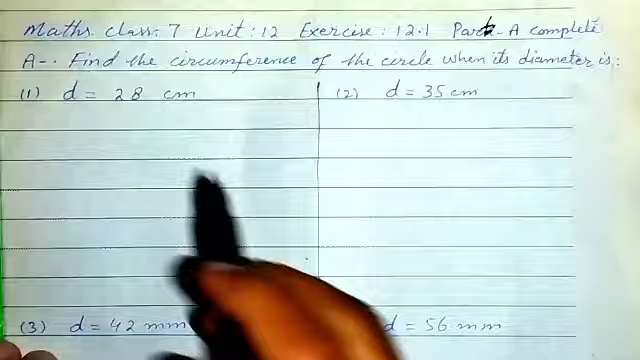 Maths class: 7 Unit: 12 Exercise: 12.1 Part-A complete
A-. Find the circumference of the circle when its diameter is:
(1) d = 28 cm (2) d = 35 cm
(3) d = 42 mm d = 56 mm